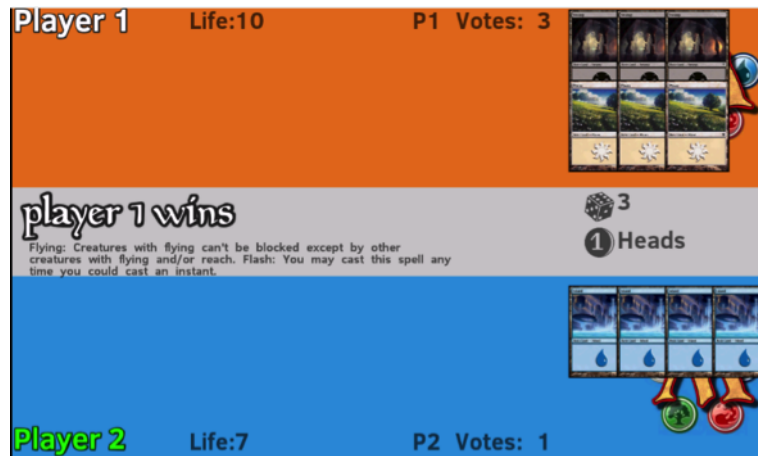 Player 1 Life:10 P1 Votes: 3
player 1 wins
Flying: Creatures with flying can't be blocked except by other
creatures with flying and/or reach. Flash: You may cast this spell any
time you could cast an instant.
3
1 Heads
Player 2 Life:7 P2 Votes: 1